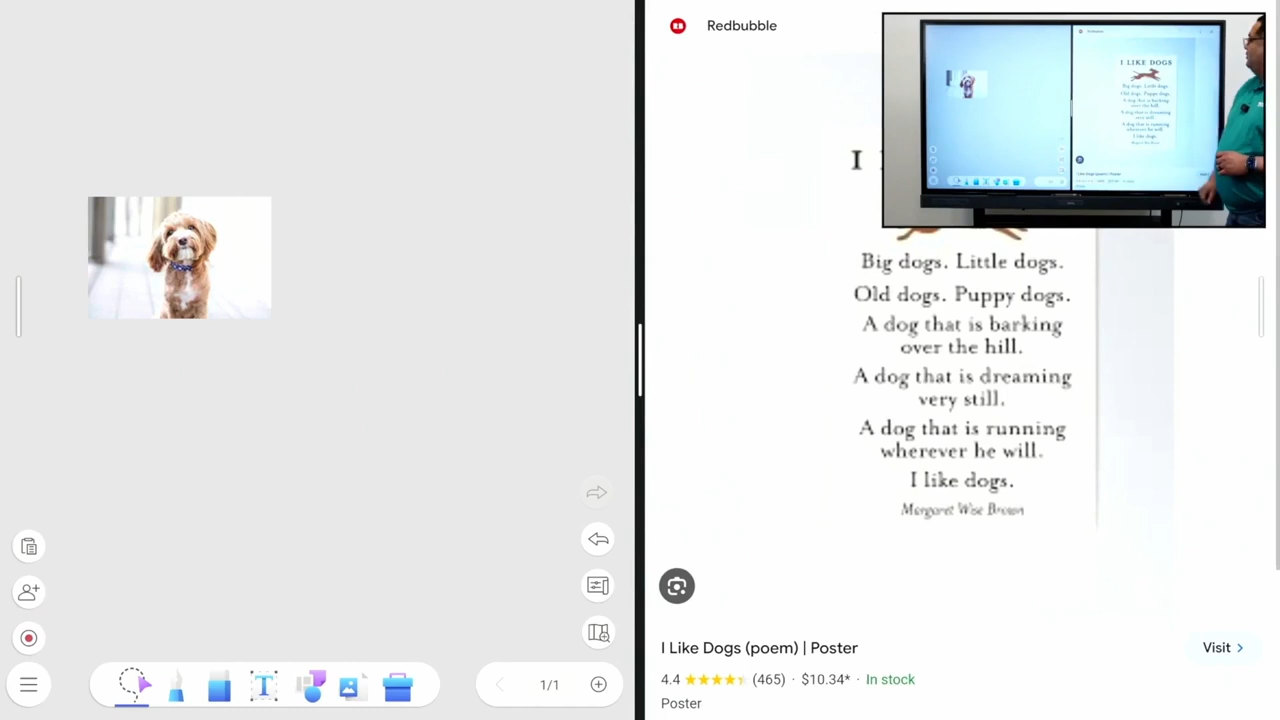 Redbubble
I LIKE DOGS
I
Big dogs. Little dogs.
Old dogs. Puppy dogs.
A dog that is barking
over the hill.
A dog that is dreaming
very still.
A dog that is running
wherever he will.
I like dogs.
Margaret Wise Brown
1/1
T
I Like Dogs (poem) | Poster
Visit >
4.4 ★★★★★ (465) · $10.34* · In stock
Poster